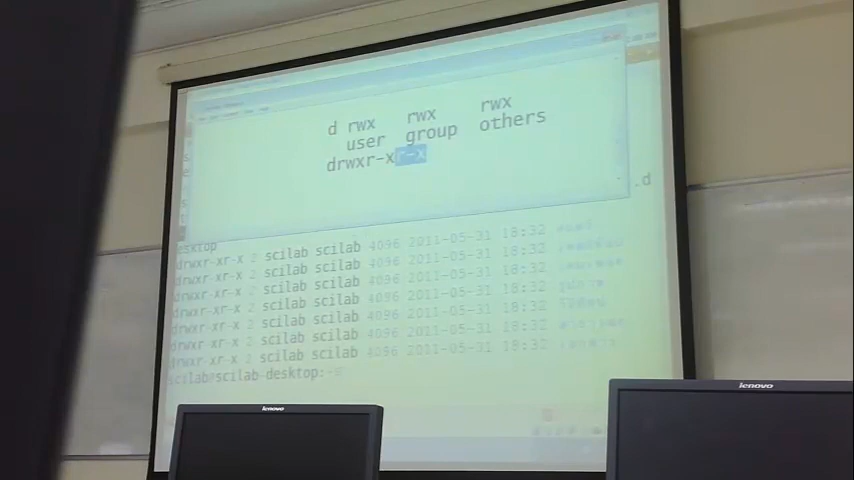 d rwx rwx rwx
user group others
drwxr-xr-x
.d
esktop
drwxr-xr-x 2 scilab scilab 4096 2011-05-31 18:32
drwxr-xr-x 2 scilab scilab 4096 2011-05-31 18:32
drwxr-xr-x 2 scilab scilab 4096 2011-05-31 18:32
drwxr-xr-x 2 scilab scilab 4096 2011-05-31 18:32
drwxr-xr-x 2 scilab scilab 4096 2011-05-31 18:32
drwxr-xr-x 2 scilab scilab 4096 2011-05-31 18:32
drwxr-xr-x 2 scilab scilab 4096 2011-05-31 18:32
scilab@scilab-desktop:~$
lenovo
lenovo